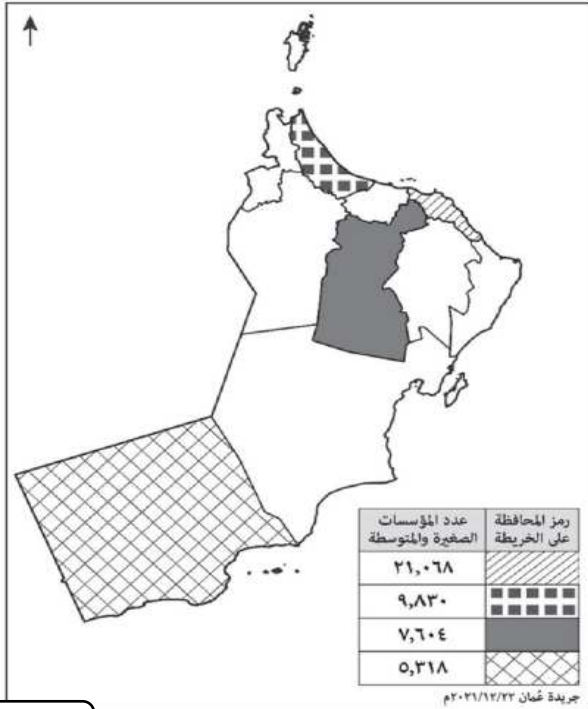 رمز المحافظة على الخريطة
عدد المؤسسات الصغيرة والمتوسطة
٢١,٠٦٨
٩,٨٣٠
٧,٦٠٤
٥,٣١٨
جريدة عُمان ٢٠٢١/١٢/٢٢م